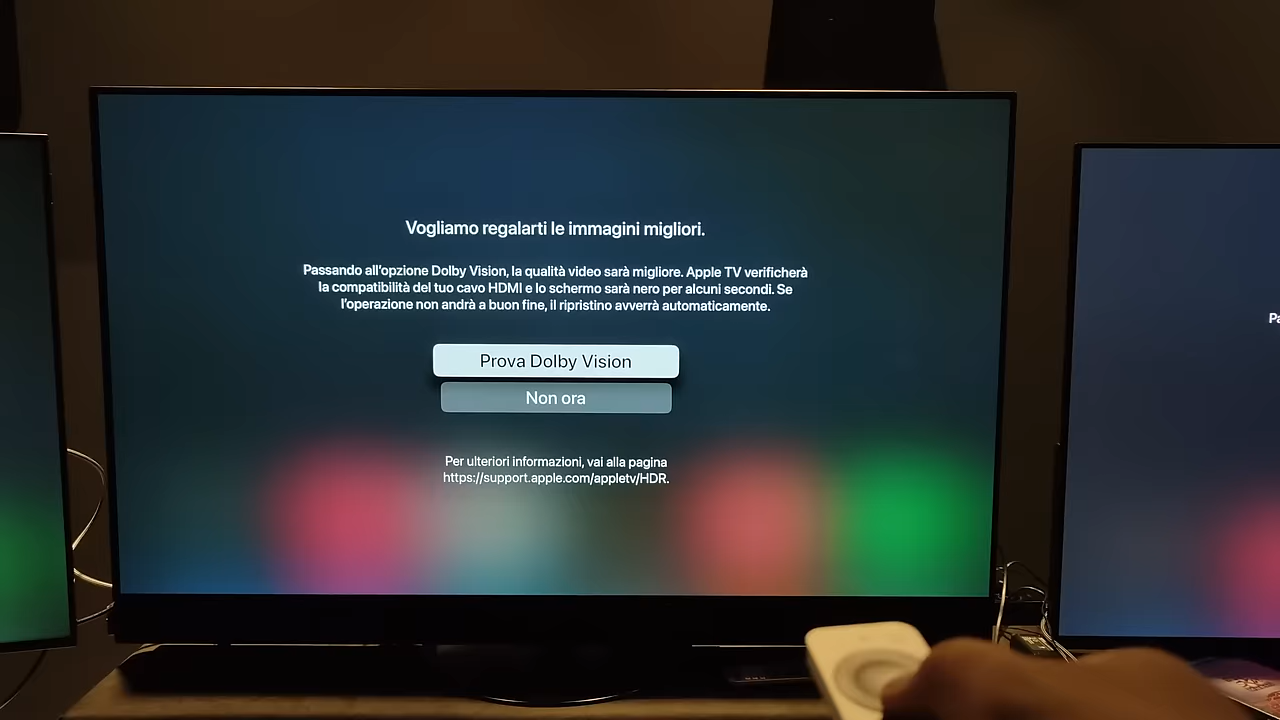 Vogliamo regalarti le immagini migliori.
Passando all'opzione Dolby Vision, la qualità video sarà migliore. Apple TV verificherà
la compatibilità del tuo cavo HDMI e lo schermo sarà nero per alcuni secondi. Se
l'operazione non andrà a buon fine, il ripristino avverrà automaticamente.
Prova Dolby Vision
Non ora
Per ulteriori informazioni, vai alla pagina
https://support.apple.com/appletv/HDR.